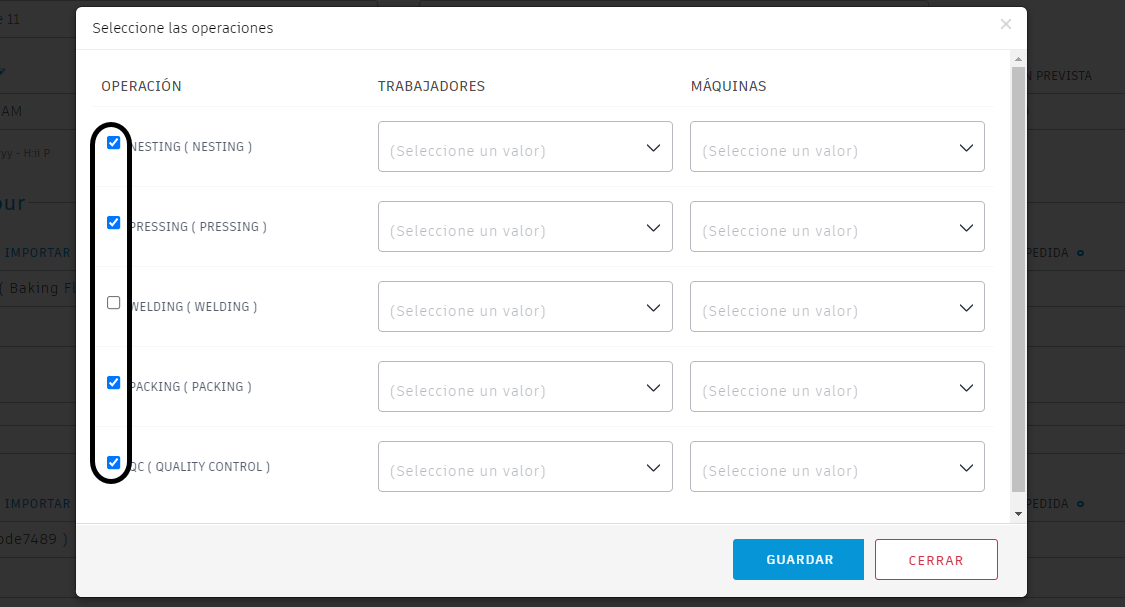 Seleccione las operaciones
×
OPERACIÓN TRABAJADORES MÁQUINAS
NESTING ( NESTING ) (Seleccione un valor) (Seleccione un valor)
PRESSING ( PRESSING ) (Seleccione un valor) (Seleccione un valor)
WELDING ( WELDING ) (Seleccione un valor) (Seleccione un valor)
PACKING ( PACKING ) (Seleccione un valor) (Seleccione un valor)
QC ( QUALITY CONTROL ) (Seleccione un valor) (Seleccione un valor)
GUARDAR CERRAR
11
PREVISTA
AM
yy - H:ii P
our
IMPORTAR
( Baking
IMPORTAR
ode7489 )